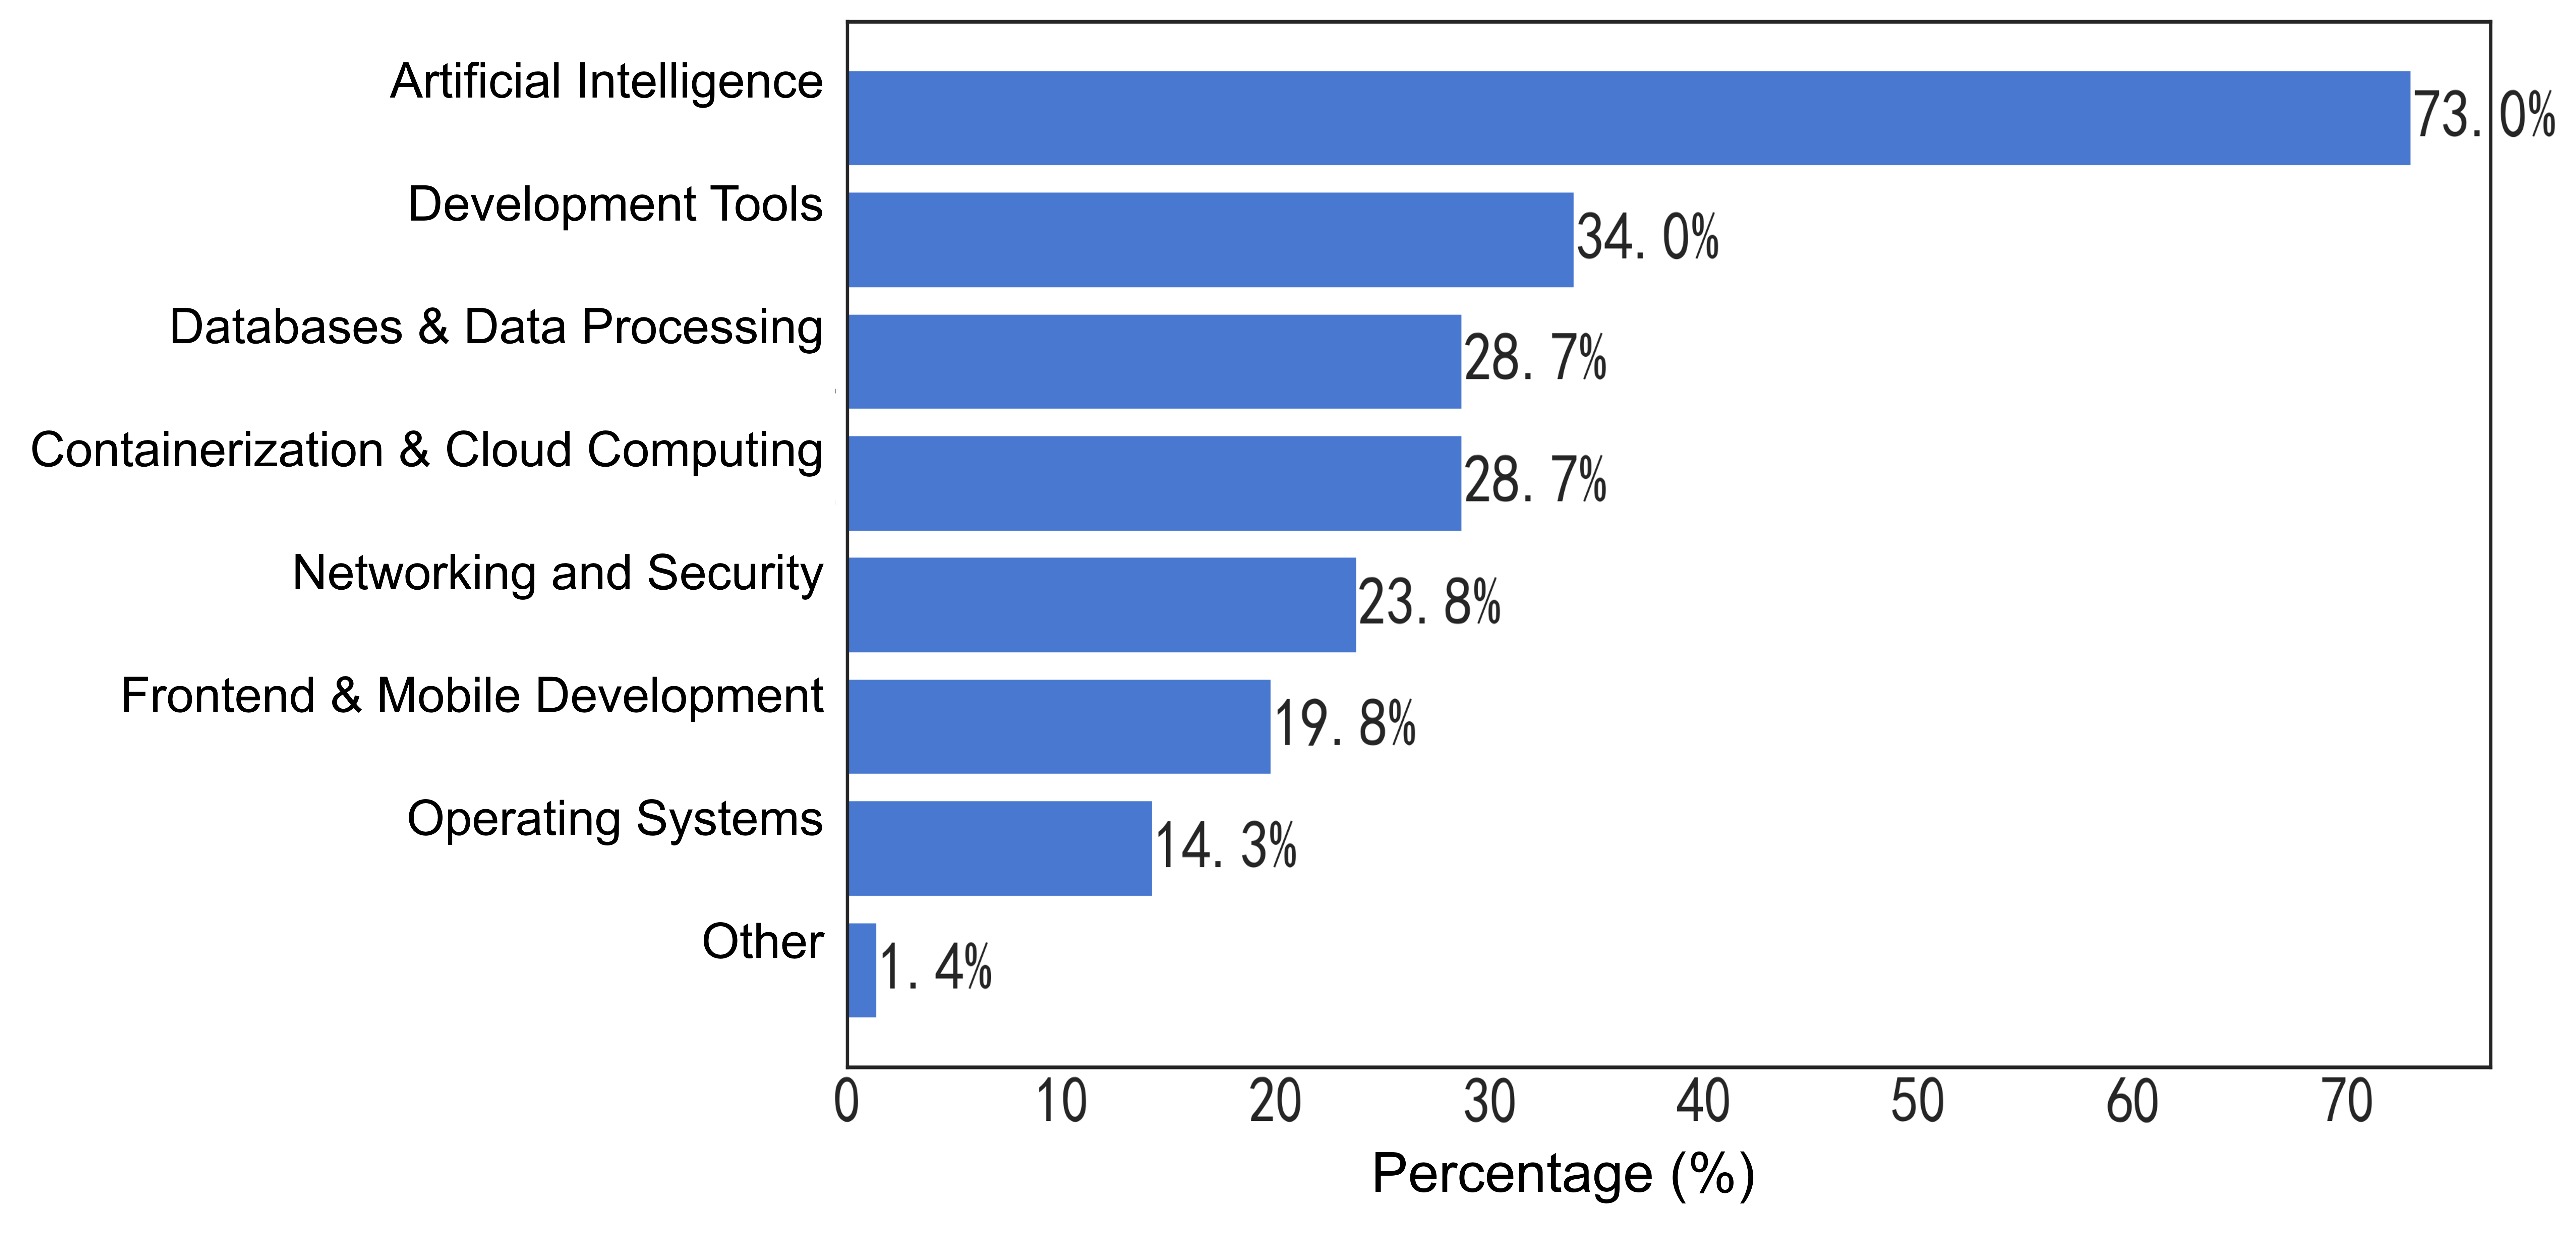 Artificial Intelligence
73.0%
Development Tools
34.0%
Databases & Data Processing
28.7%
Containerization & Cloud Computing
28.7%
Networking and Security
23.8%
Frontend & Mobile Development
19.8%
Operating Systems
14.3%
Other
1.4%
0 10 20 30 40 50 60 70
Percentage (%)